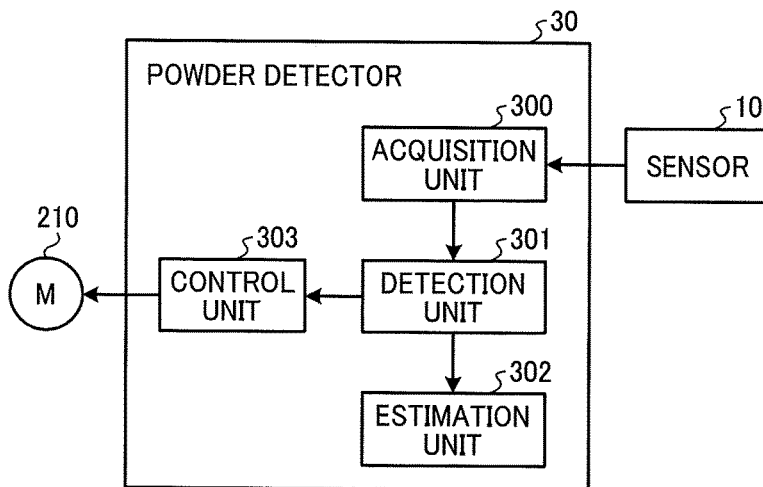 30
POWDER DETECTOR
300
10
ACQUISITION
UNIT
SENSOR
210
303
301
M
CONTROL
UNIT
DETECTION
UNIT
302
ESTIMATION
UNIT